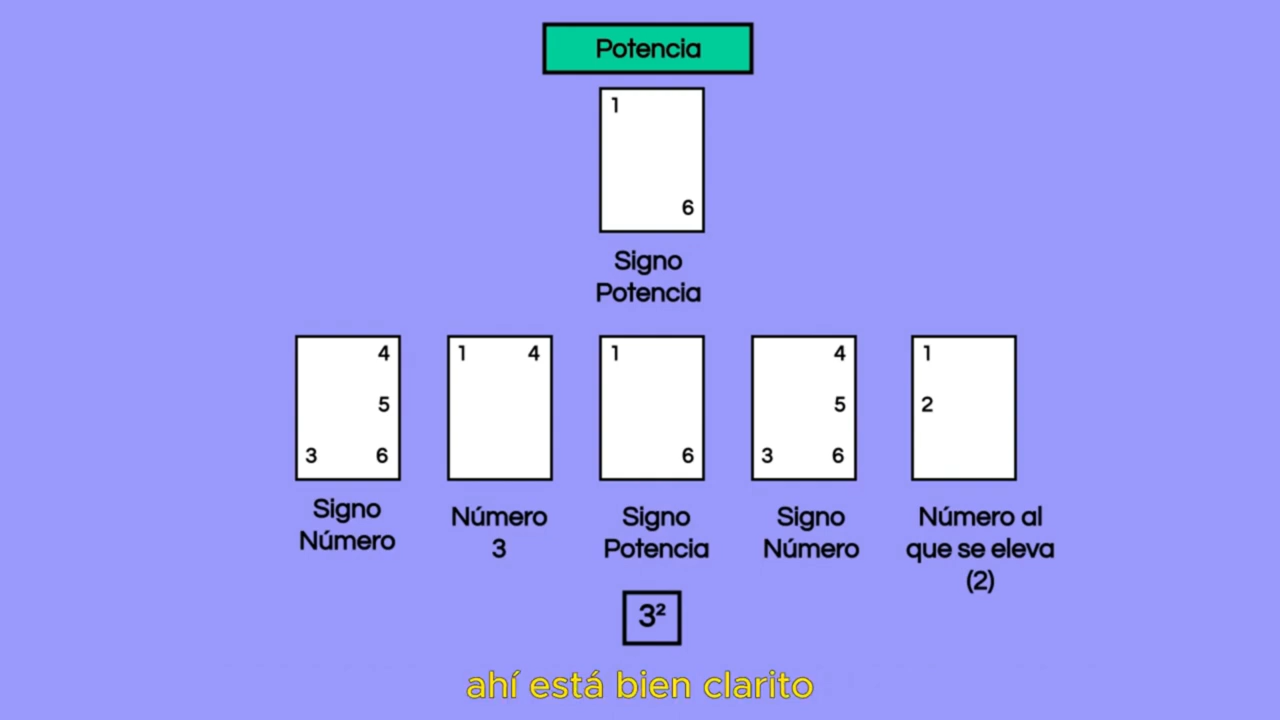 Potencia
1
6
Signo
Potencia
4
5
3 6
1 4
1
6
4
5
3 6
1
2
Signo
Número
Número
3
Signo
Potencia
Signo
Número
Número al
que se eleva
(2)
3²
ahí está bien clarito